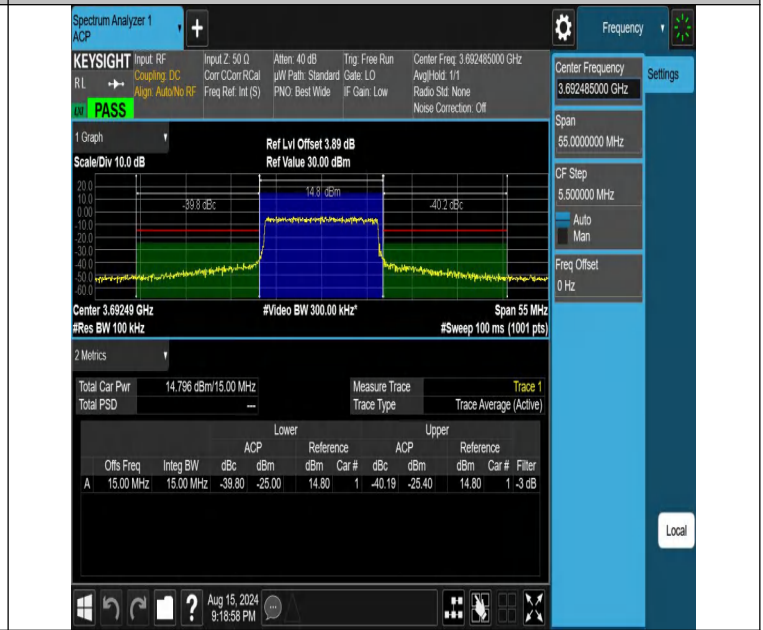 Spectrum Analyzer 1
ACP
+
Frequency
KEYSIGHT Input: RF Input Z: 50 Ω Atten: 40 dB Trig: Free Run Center Freq: 3.692485000 GHz
RL Coupling: DC Corr CCorr RCal µW Path: Standard Gate: LO Avg|Hold: 1/1
Align: Auto/No RF Freq Ref: Int (S) PNO: Best Wide IF Gain: Low Radio Std: None
PASS Noise Correction: Off
Center Frequency
3.692485000 GHz
Settings
Span
55.0000000 MHz
CF Step
5.500000 MHz
Auto
Man
Freq Offset
0 Hz
1 Graph
Scale/Div 10.0 dB
Ref Lvl Offset 3.89 dB
Ref Value 30.00 dBm
20.0
10.0
0.00
-10.0
-20.0
-30.0
-40.0
-50.0
-60.0
-39.8 dBc
14.8 dBm
-40.2 dBc
Center 3.69249 GHz #Video BW 300.00 kHz* Span 55 MHz
#Res BW 100 kHz #Sweep 100 ms (1001 pts)
2 Metrics
Total Car Pwr 14.796 dBm/15.00 MHz Measure Trace Trace 1
Total PSD --- Trace Type Trace Average (Active)
Lower Upper
ACP Reference ACP Reference
Offs Freq Integ BW dBc dBm dBm Car # dBc dBm dBm Car # Filter
A 15.00 MHz 15.00 MHz -39.80 -25.00 14.80 1 -40.19 -25.40 14.80 1 -3 dB
Local
? Aug 15, 2024
9:18:58 PM